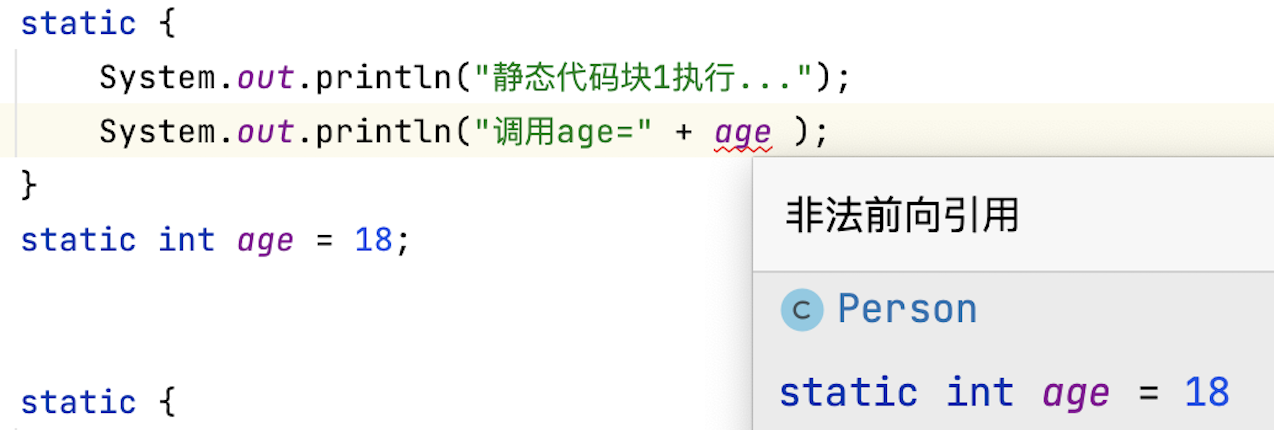 static {
System.out.println("静态代码块1执行...");
System.out.println("调用age=" + age );
}
static int age = 18;
static {
非法前向引用
C Person
static int age = 18